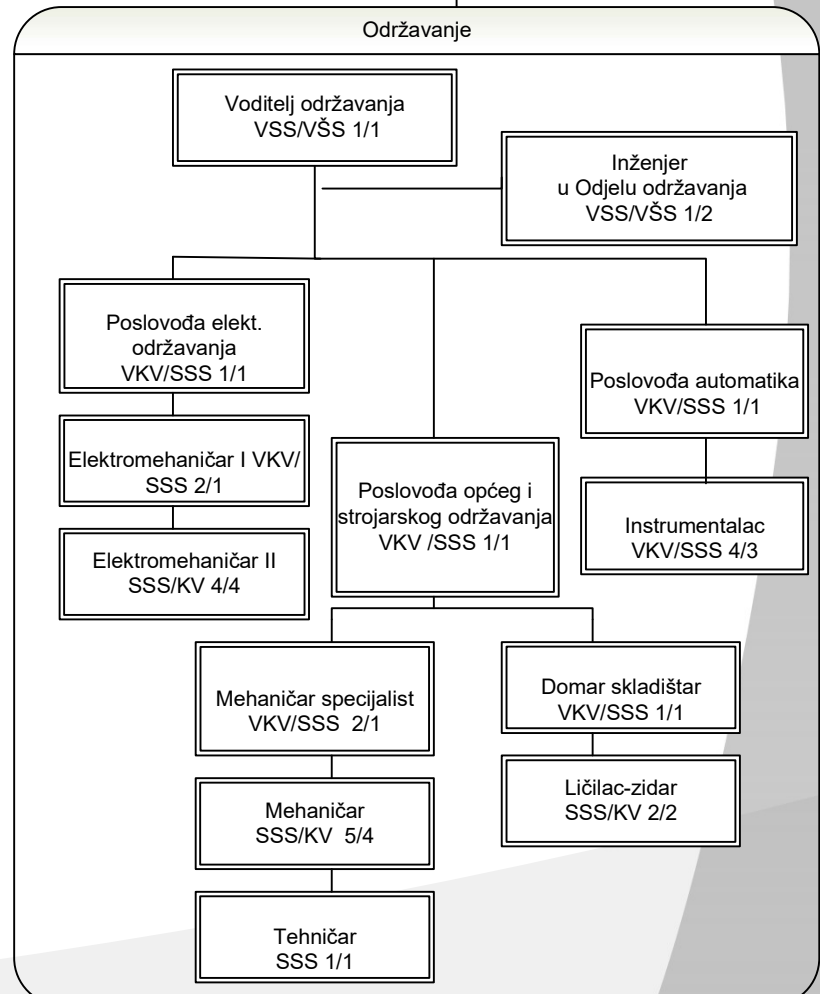 Održavanje
Voditelj održavanja
VSS/VŠS 1/1
Inženjer
u Odjelu održavanja
VSS/VŠS 1/2
Poslovođa elekt.
održavanja
VKV/SSS 1/1
Poslovođa automatika
VKV/SSS 1/1
Elektromehaničar I VKV/
SSS 2/1
Poslovođa općeg i
strojarskog održavanja
VKV /SSS 1/1
Instrumentalac
VKV/SSS 4/3
Elektromehaničar II
SSS/KV 4/4
Mehaničar specijalist
VKV/SSS 2/1
Domar skladištar
VKV/SSS 1/1
Mehaničar
SSS/KV 5/4
Ličilac-zidar
SSS/KV 2/2
Tehničar
SSS 1/1